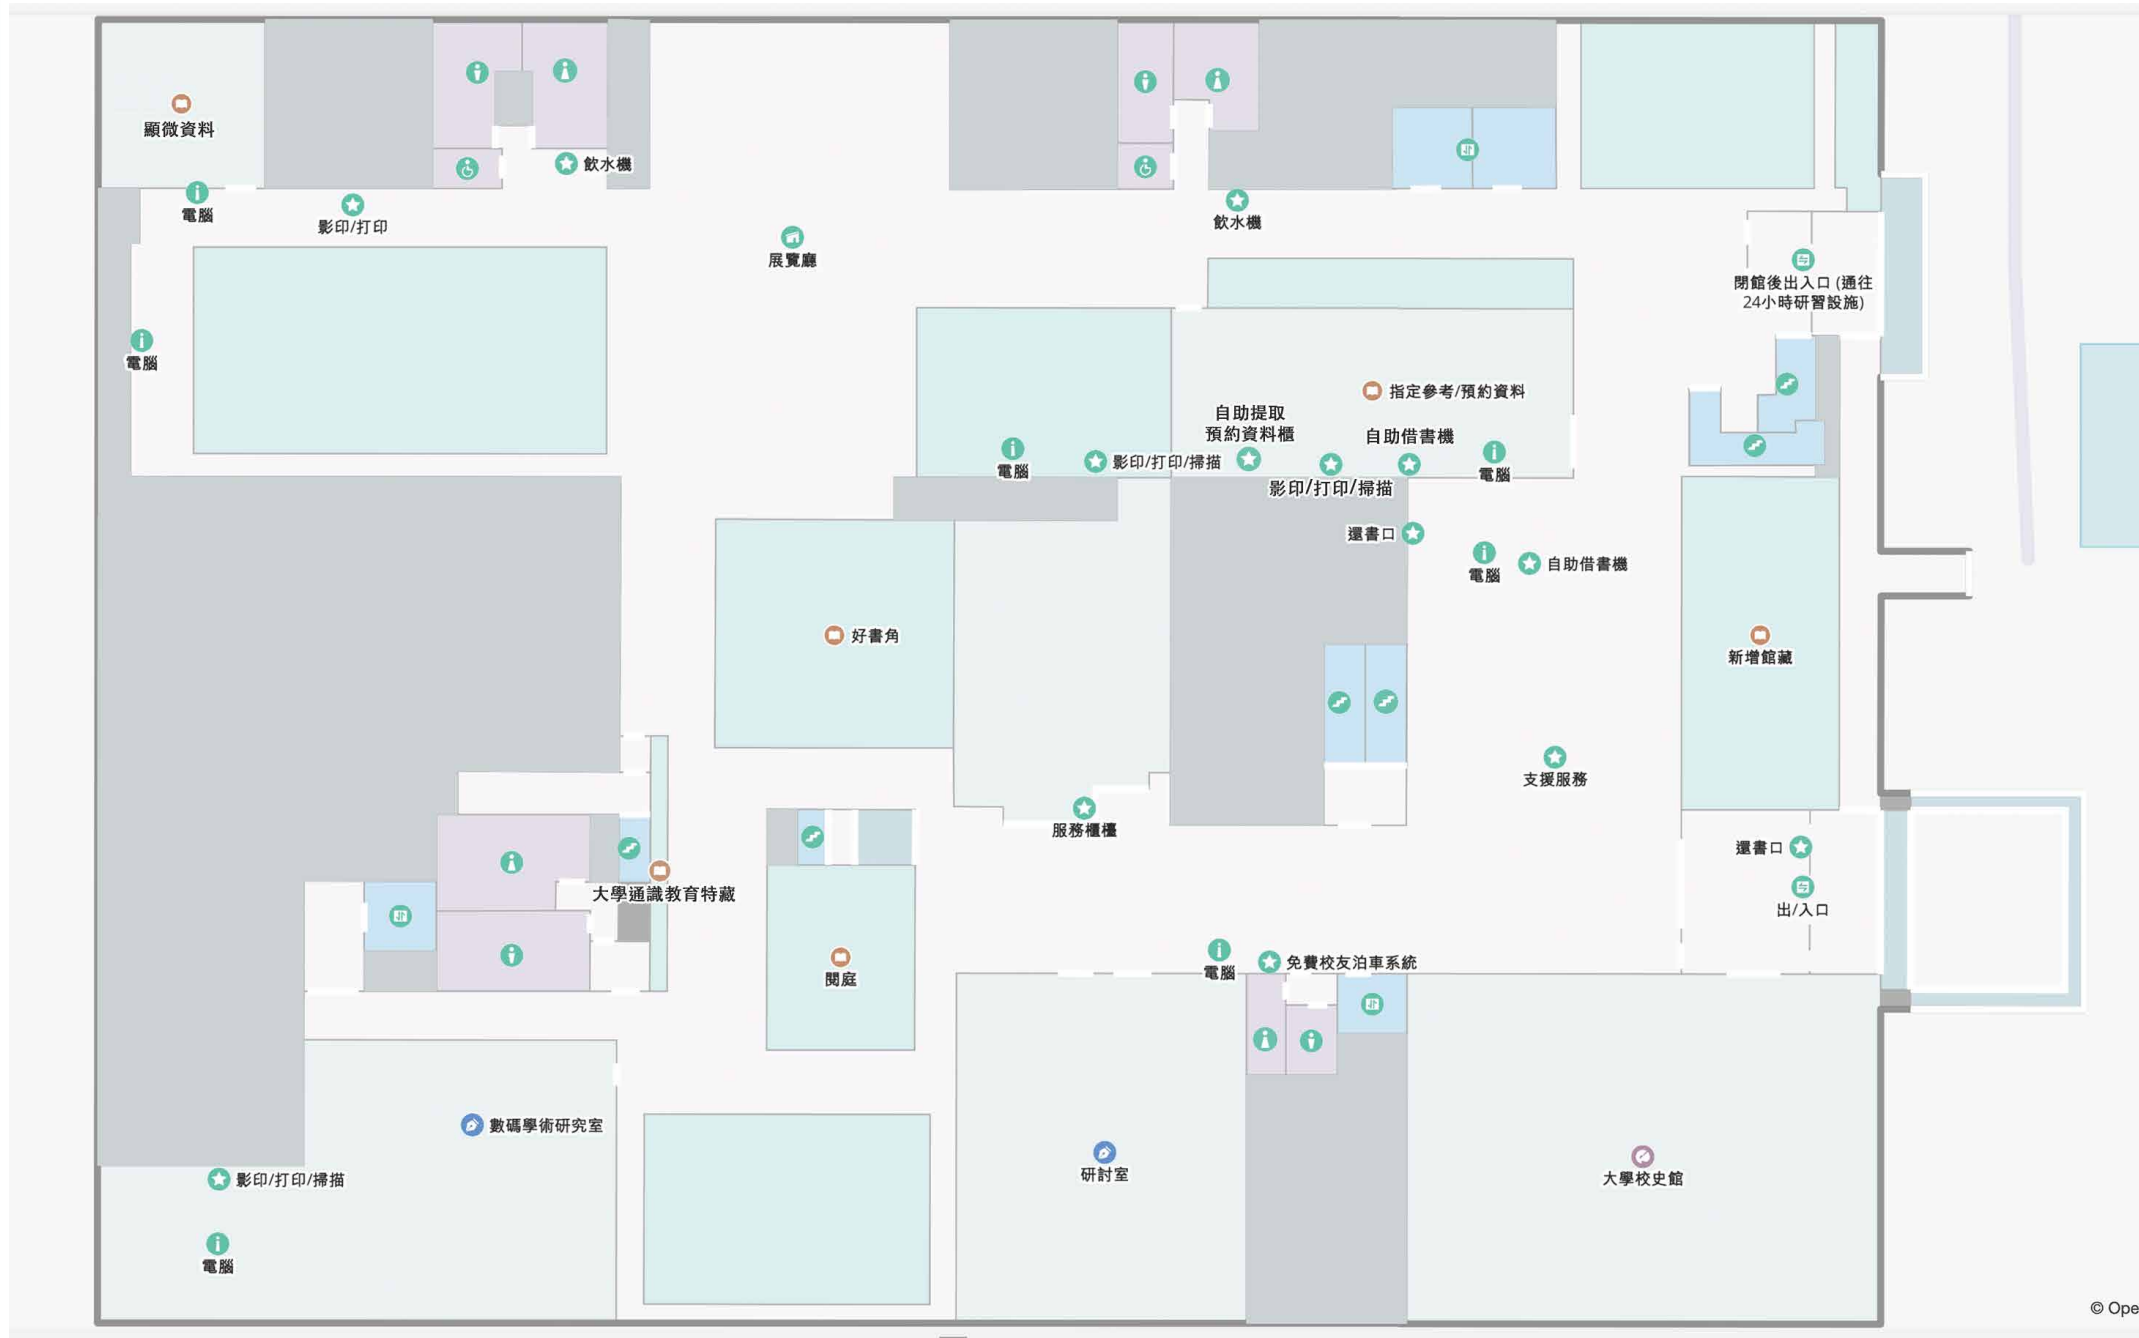 顯微資料
飲水機
電腦
影印/打印
飲水機
展覽廳
閉館後出入口 (通往
24小時研習設施)
電腦
指定參考/預約資料
自助提取
預約資料櫃
自助借書機
電腦
影印/打印/掃描
電腦
影印/打印/掃描
還書口
電腦
自助借書機
好書角
新增館藏
支援服務
服務櫃檯
還書口
大學通識教育特藏
出/入口
電腦
免費校友泊車系統
閱庭
數碼學術研究室
研討室
大學校史館
影印/打印/掃描
電腦
© Ope